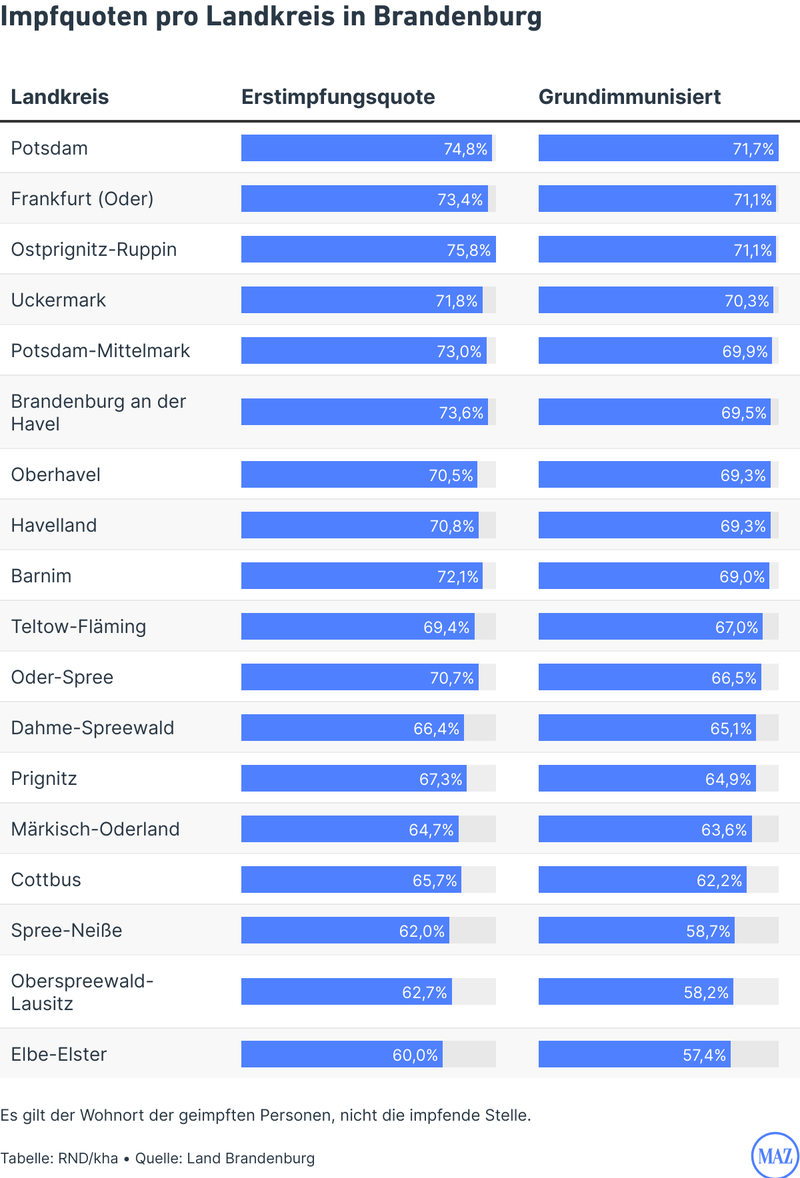 Impfquoten pro Landkreis in Brandenburg
Landkreis Erstimpfungsquote Grundimmunisiert
Potsdam 74,8% 71,7%
Frankfurt (Oder) 73,4% 71,1%
Ostprignitz-Ruppin 75,8% 71,1%
Uckermark 71,8% 70,3%
Potsdam-Mittelmark 73,0% 69,9%
Brandenburg an der
Havel 73,6% 69,5%
Oberhavel 70,5% 69,3%
Havelland 70,8% 69,3%
Barnim 72,1% 69,0%
Teltow-Fläming 69,4% 67,0%
Oder-Spree 70,7% 66,5%
Dahme-Spreewald 66,4% 65,1%
Prignitz 67,3% 64,9%
Märkisch-Oderland 64,7% 63,6%
Cottbus 65,7% 62,2%
Spree-Neiße 62,0% 58,7%
Oberspreewald-
Lausitz 62,7% 58,2%
Elbe-Elster 60,0% 57,4%
Es gilt der Wohnort der geimpften Personen, nicht die impfende Stelle.
Tabelle: RND/kha • Quelle: Land Brandenburg
MAZ